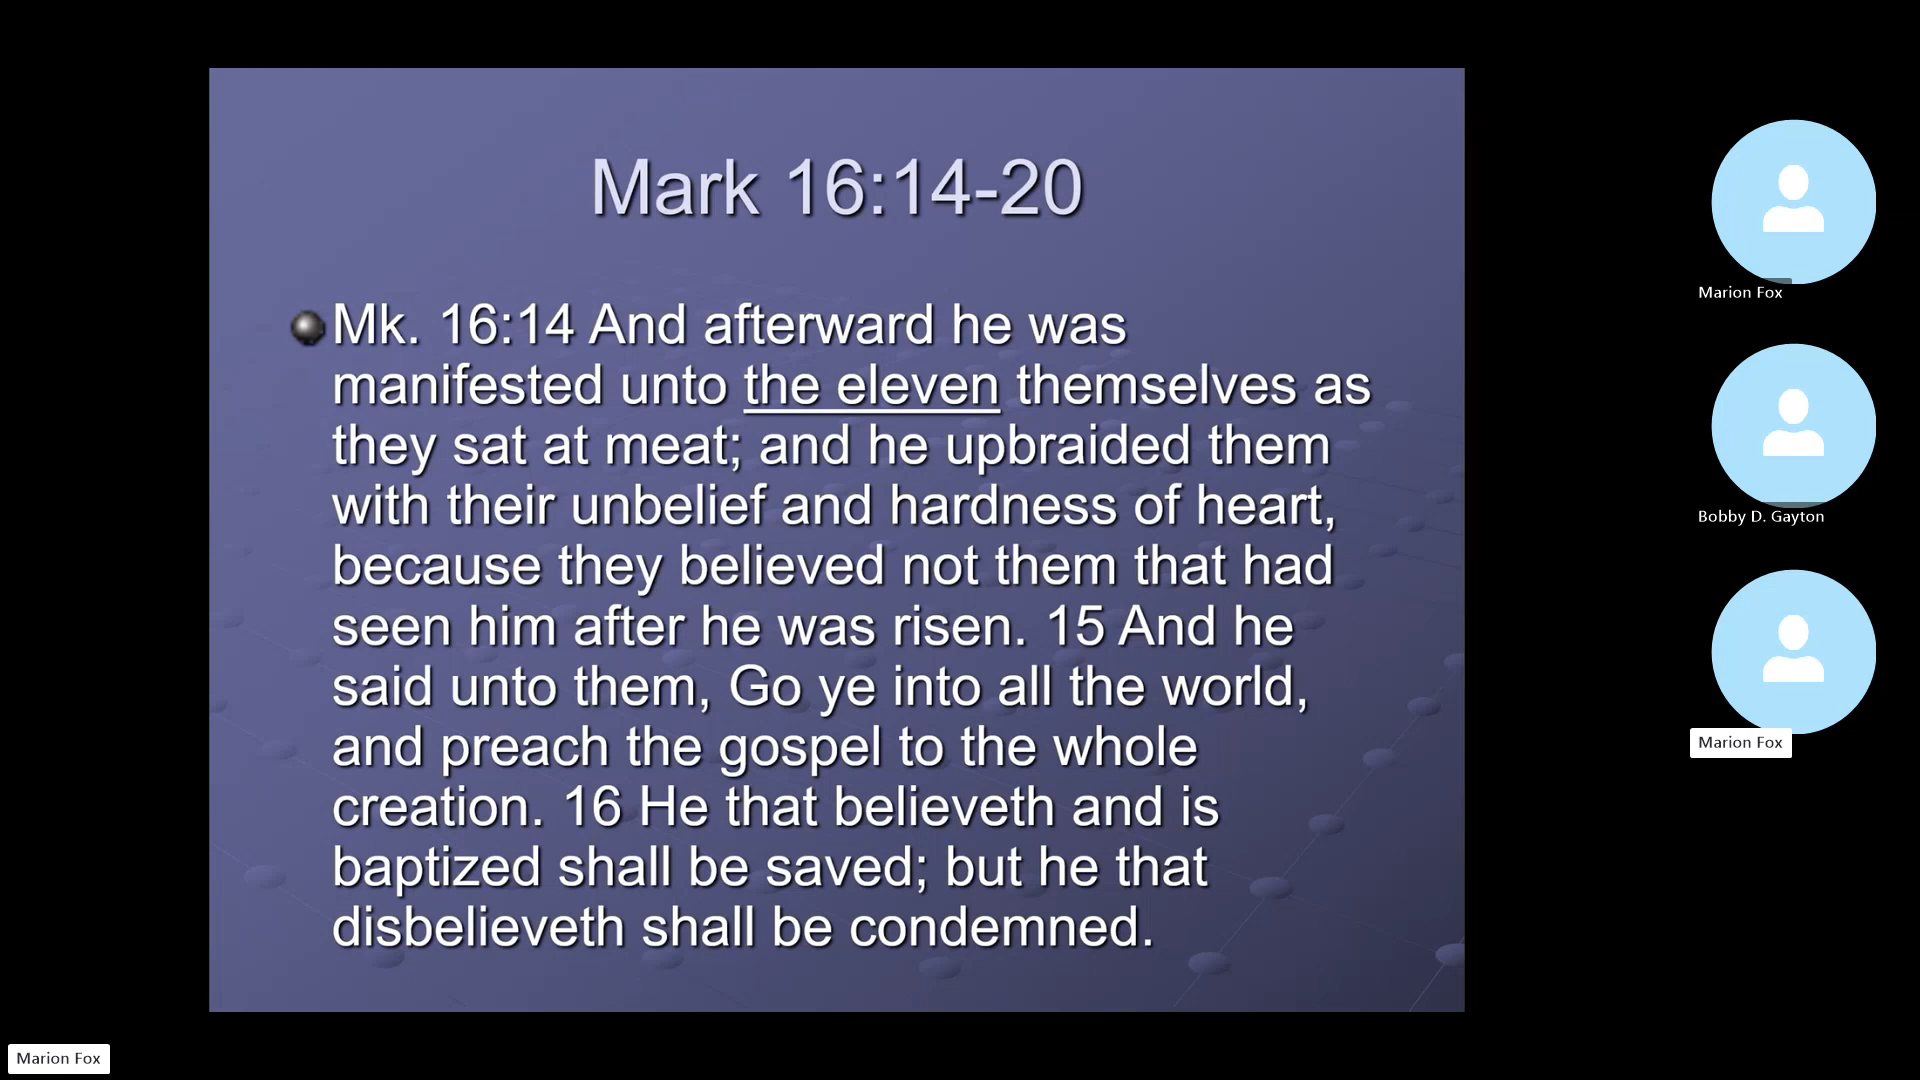 Mark 16:14-20
Mk. 16:14 And afterward he was
manifested unto the eleven themselves as
they sat at meat; and he upbraided them
with their unbelief and hardness of heart,
because they believed not them that had
seen him after he was risen. 15 And he
said unto them, Go ye into all the world,
and preach the gospel to the whole
creation. 16 He that believeth and is
baptized shall be saved; but he that
disbelieveth shall be condemned.
Marion Fox
Bobby D. Gayton
Marion Fox
Marion Fox